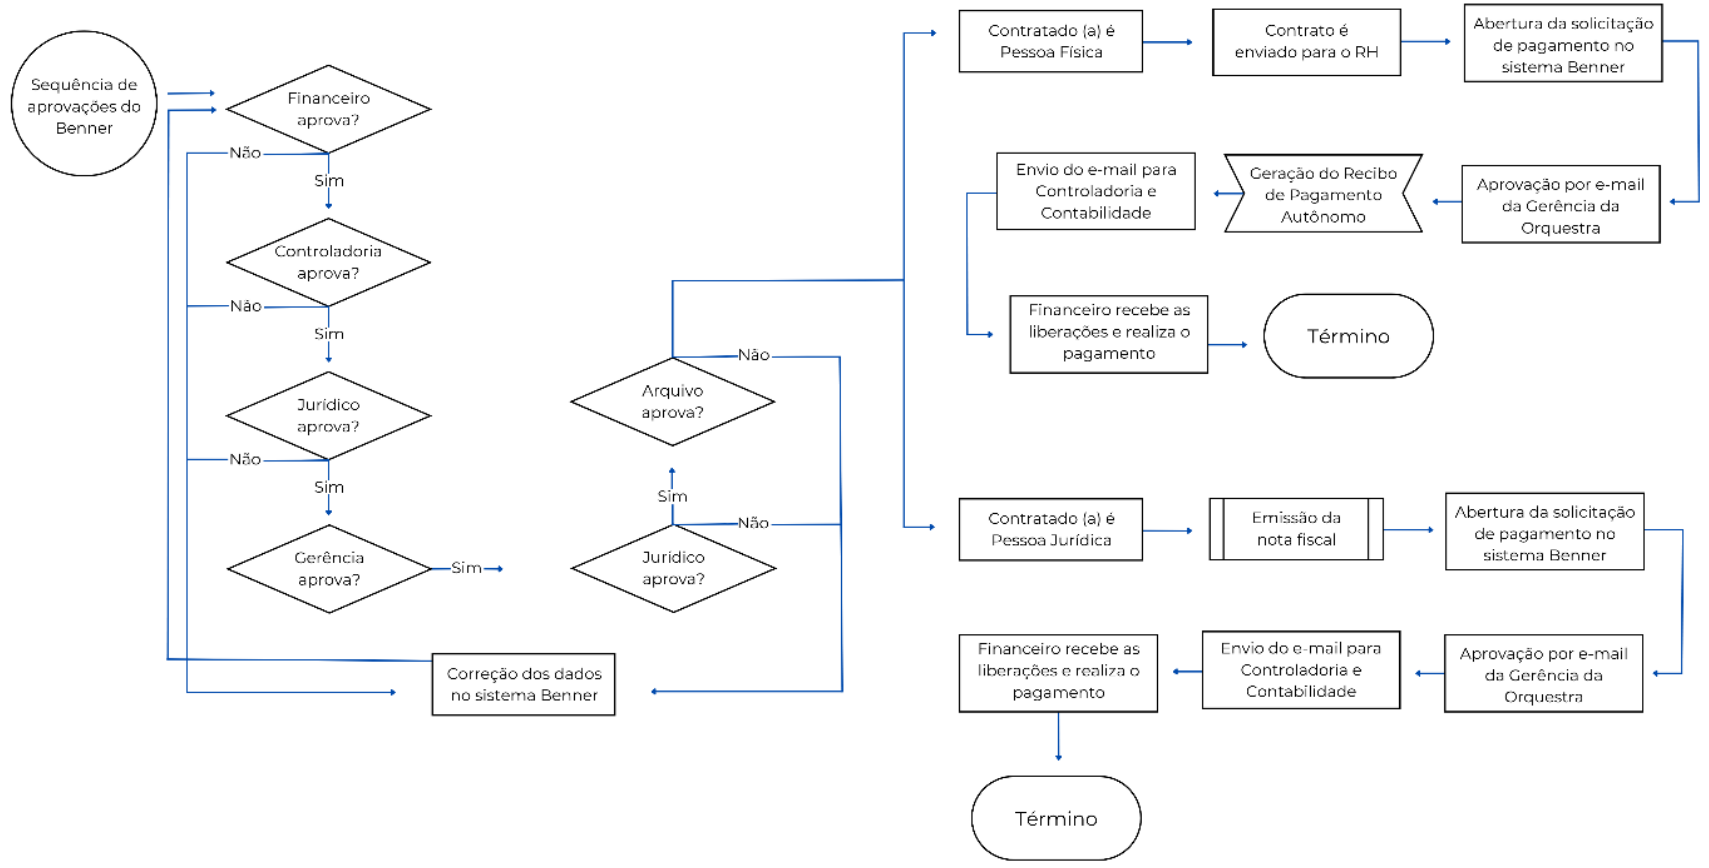 Sequência de
aprovações do
Benner
Financeiro
aprova?
Não
Sim
Controladoria
aprova?
Não
Sim
Jurídico
aprova?
Não
Sim
Gerência
aprova?
Sim
Jurídico
aprova?
Não
Sim
Arquivo
aprova?
Não
Correção dos dados
no sistema Benner
Contratado (a) é
Pessoa Física
Contrato é
enviado para o RH
Abertura da solicitação
de pagamento no
sistema Benner
Aprovação por e-mail
da Gerência da
Orquestra
Geração do Recibo
de Pagamento
Autônomo
Envio do e-mail para
Controladoria e
Contabilidade
Financeiro recebe as
liberações e realiza o
pagamento
Término
Contratado (a) é
Pessoa Jurídica
Emissão da
nota fiscal
Abertura da solicitação
de pagamento no
sistema Benner
Aprovação por e-mail
da Gerência da
Orquestra
Envio do e-mail para
Controladoria e
Contabilidade
Financeiro recebe as
liberações e realiza o
pagamento
Término